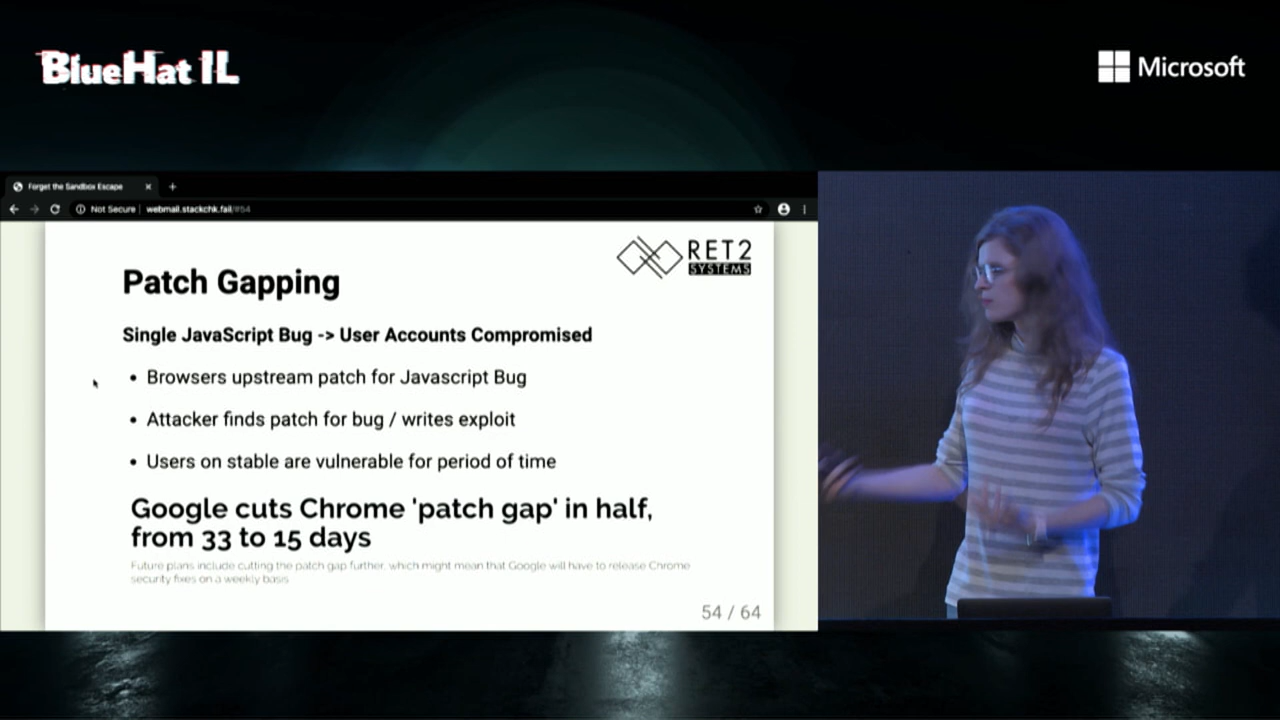 BlueHat IL
Microsoft
Forget the Sandbox Escape
Not Secure | webmail.stackchk.fail/#54
RET2
SYSTEMS
Patch Gapping
Single JavaScript Bug -> User Accounts Compromised
• Browsers upstream patch for Javascript Bug
• Attacker finds patch for bug / writes exploit
• Users on stable are vulnerable for period of time
Google cuts Chrome 'patch gap' in half,
from 33 to 15 days
Future plans include cutting the patch gap further, which might mean that Google will have to release Chrome
security fixes on a weekly basis
54 / 64